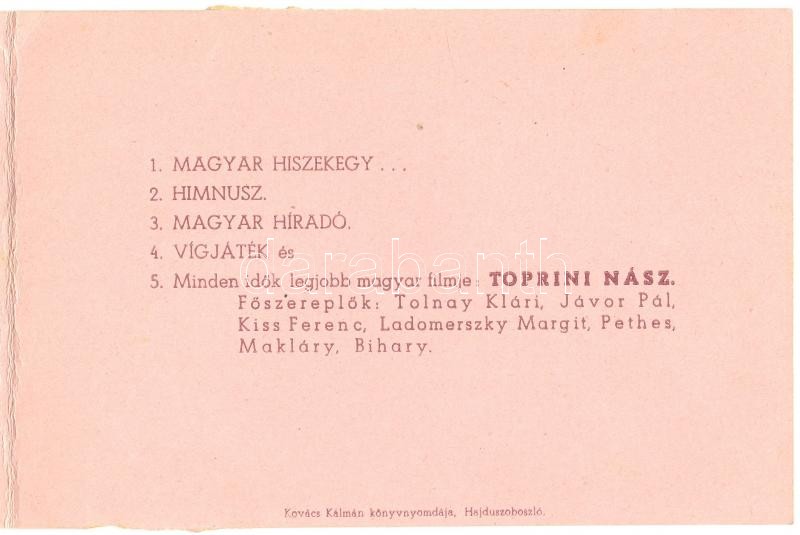 1. MAGYAR HISZEKEGY...
2. HIMNUSZ.
3. MAGYAR HÍRADÓ.
4. VÍGJÁTÉK és
darabanth
5. Minden idők legjobb magyar filmje: TOPRINI NÁSZ.
Főszereplők: Tolnay Klári, Jávor Pál,
Kiss Ferenc, Ladomerszky Margit, Pethes,
Makláry, Bihary.
Kovács Kálmán könyvnyomdája, Hajduszoboszló.